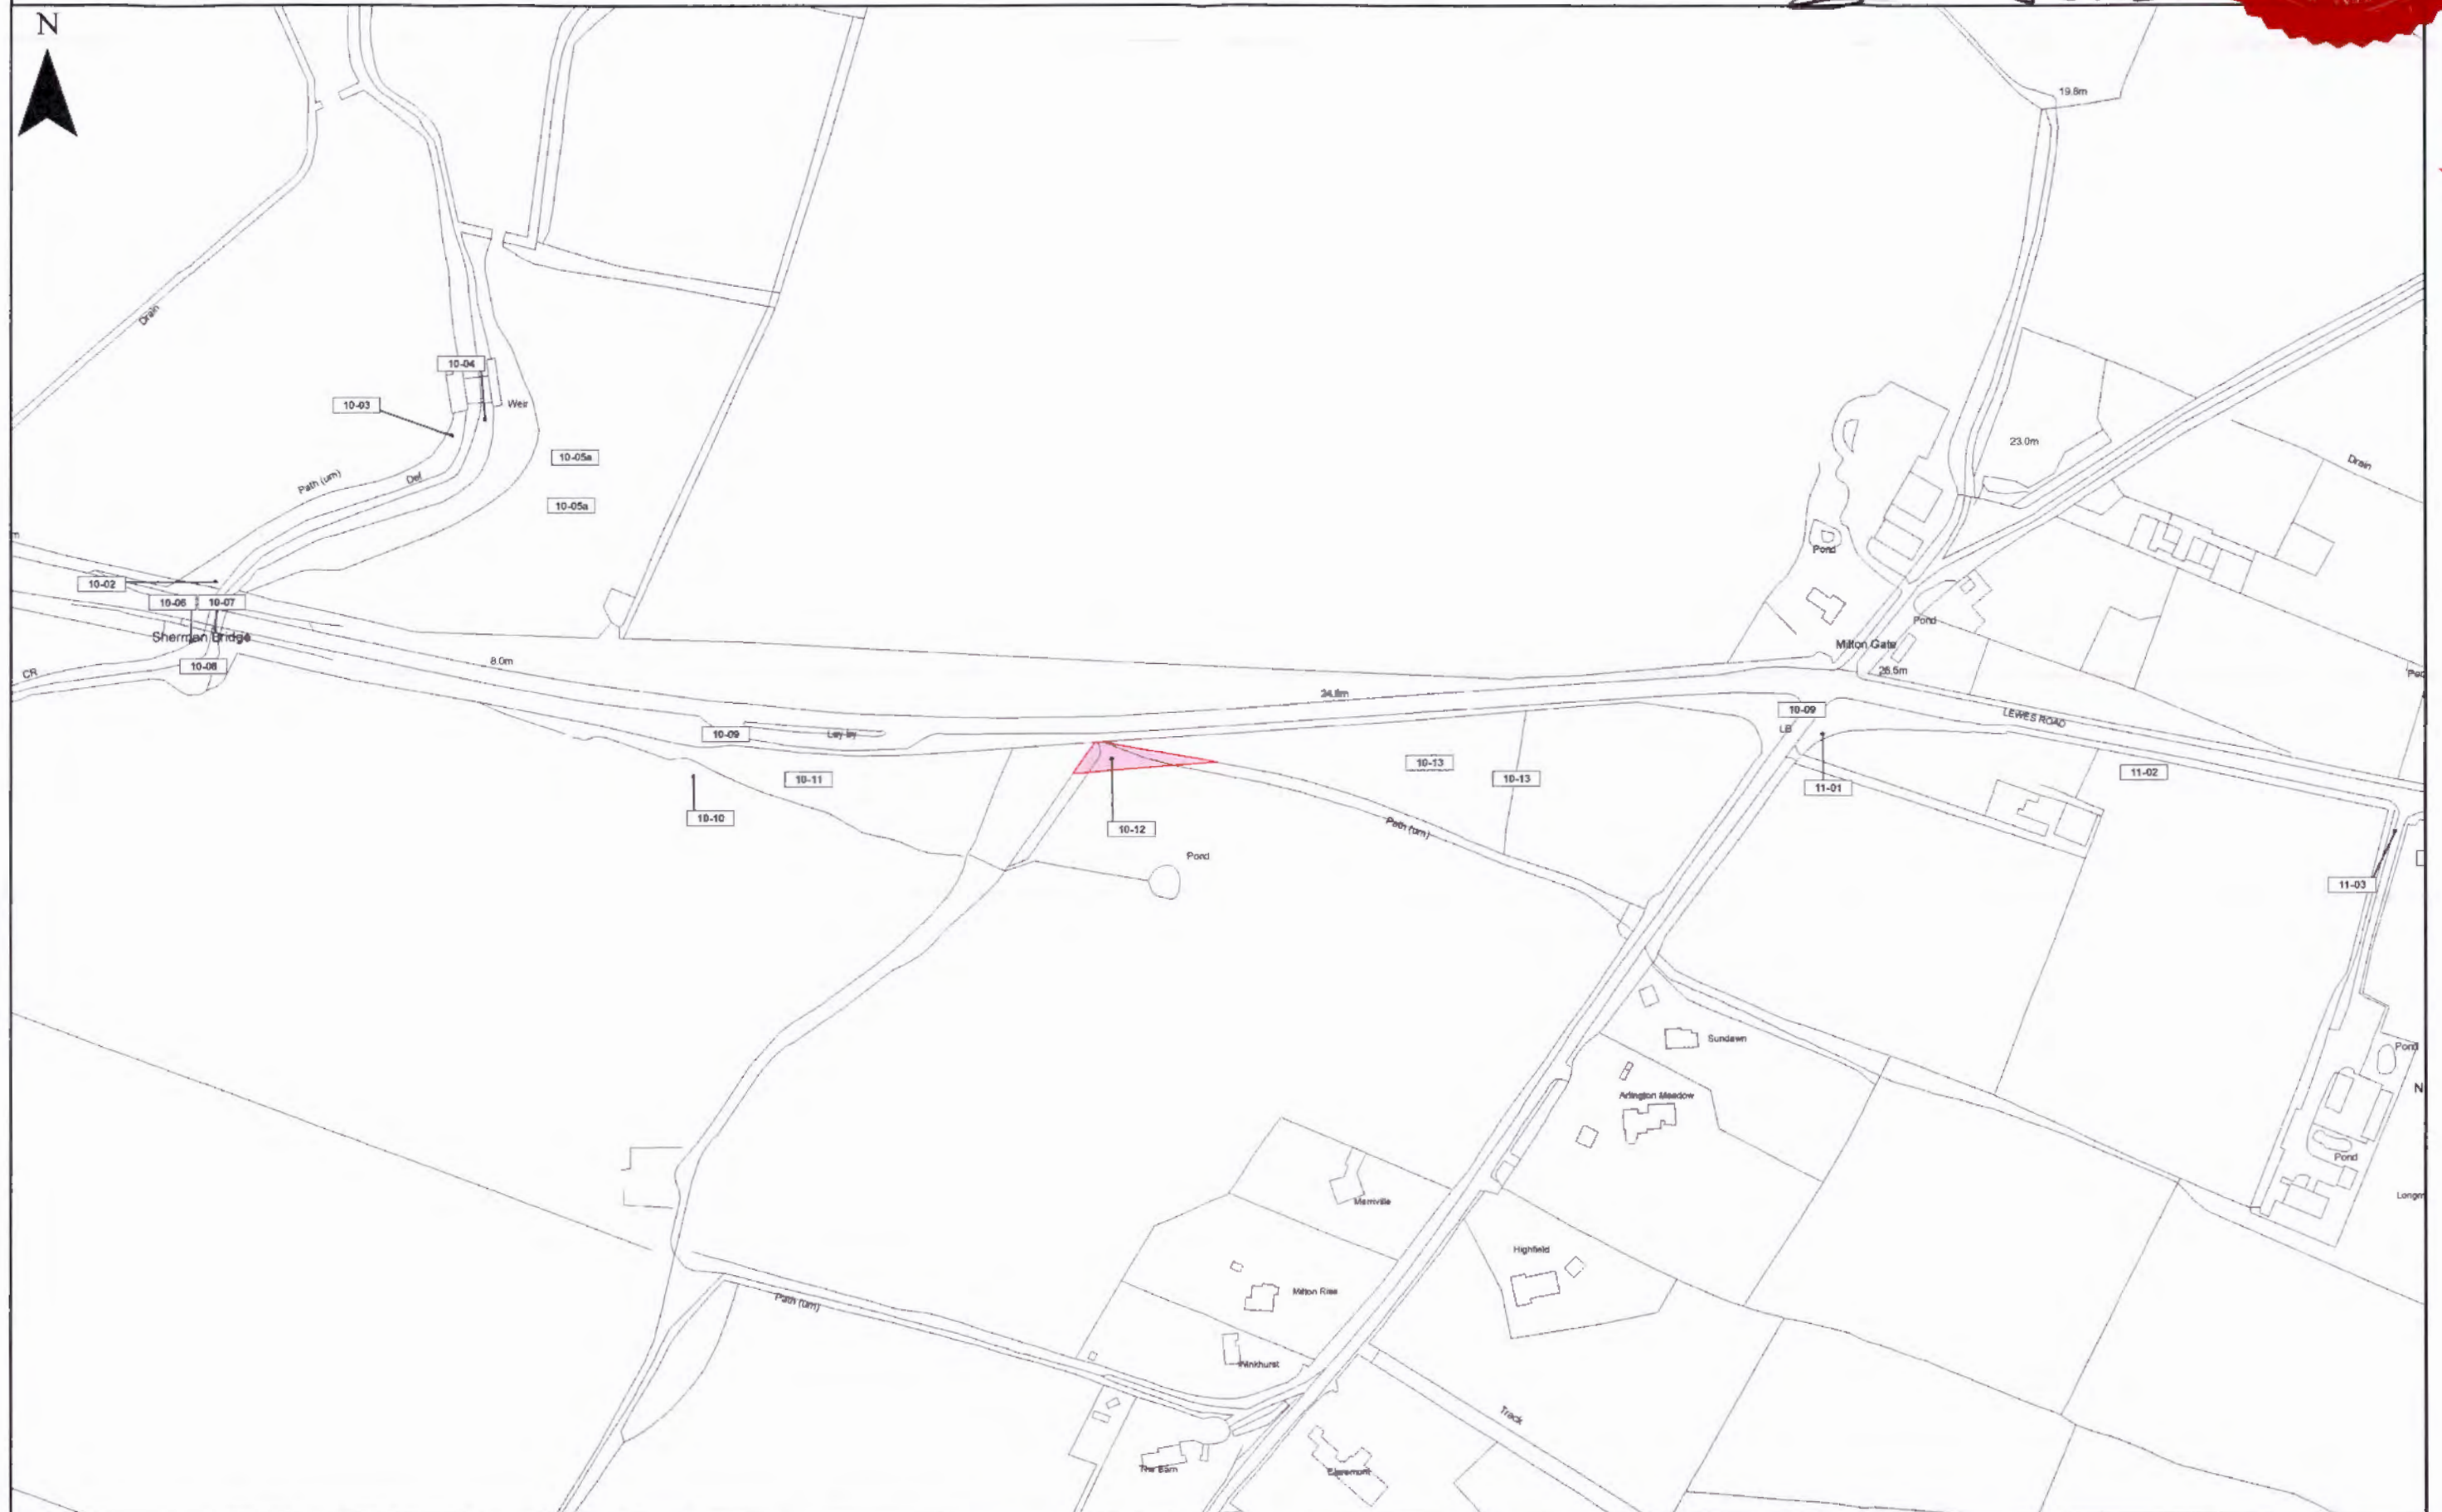 N
19.8m
Drain
10-04
10-03
Weir
23.0m
Drain
10-05a
Path (um)
Def
10-05a
Pond
10-02
10-06
10-07
Pond
Sherman Bridge
Milton Gate
10-08
8.0m
CR
26.5m
24.8m
10-09
LEWES ROAD
10-09
Lay-by
LB
10-13
11-02
10-11
10-13
11-01
10-10
10-12
Path (um)
Pond
11-03
Sundawn
Pond
N
Arlington Meadow
Pond
Longm
Highfield
Milton Rise
Path (um)
Track
The Barn